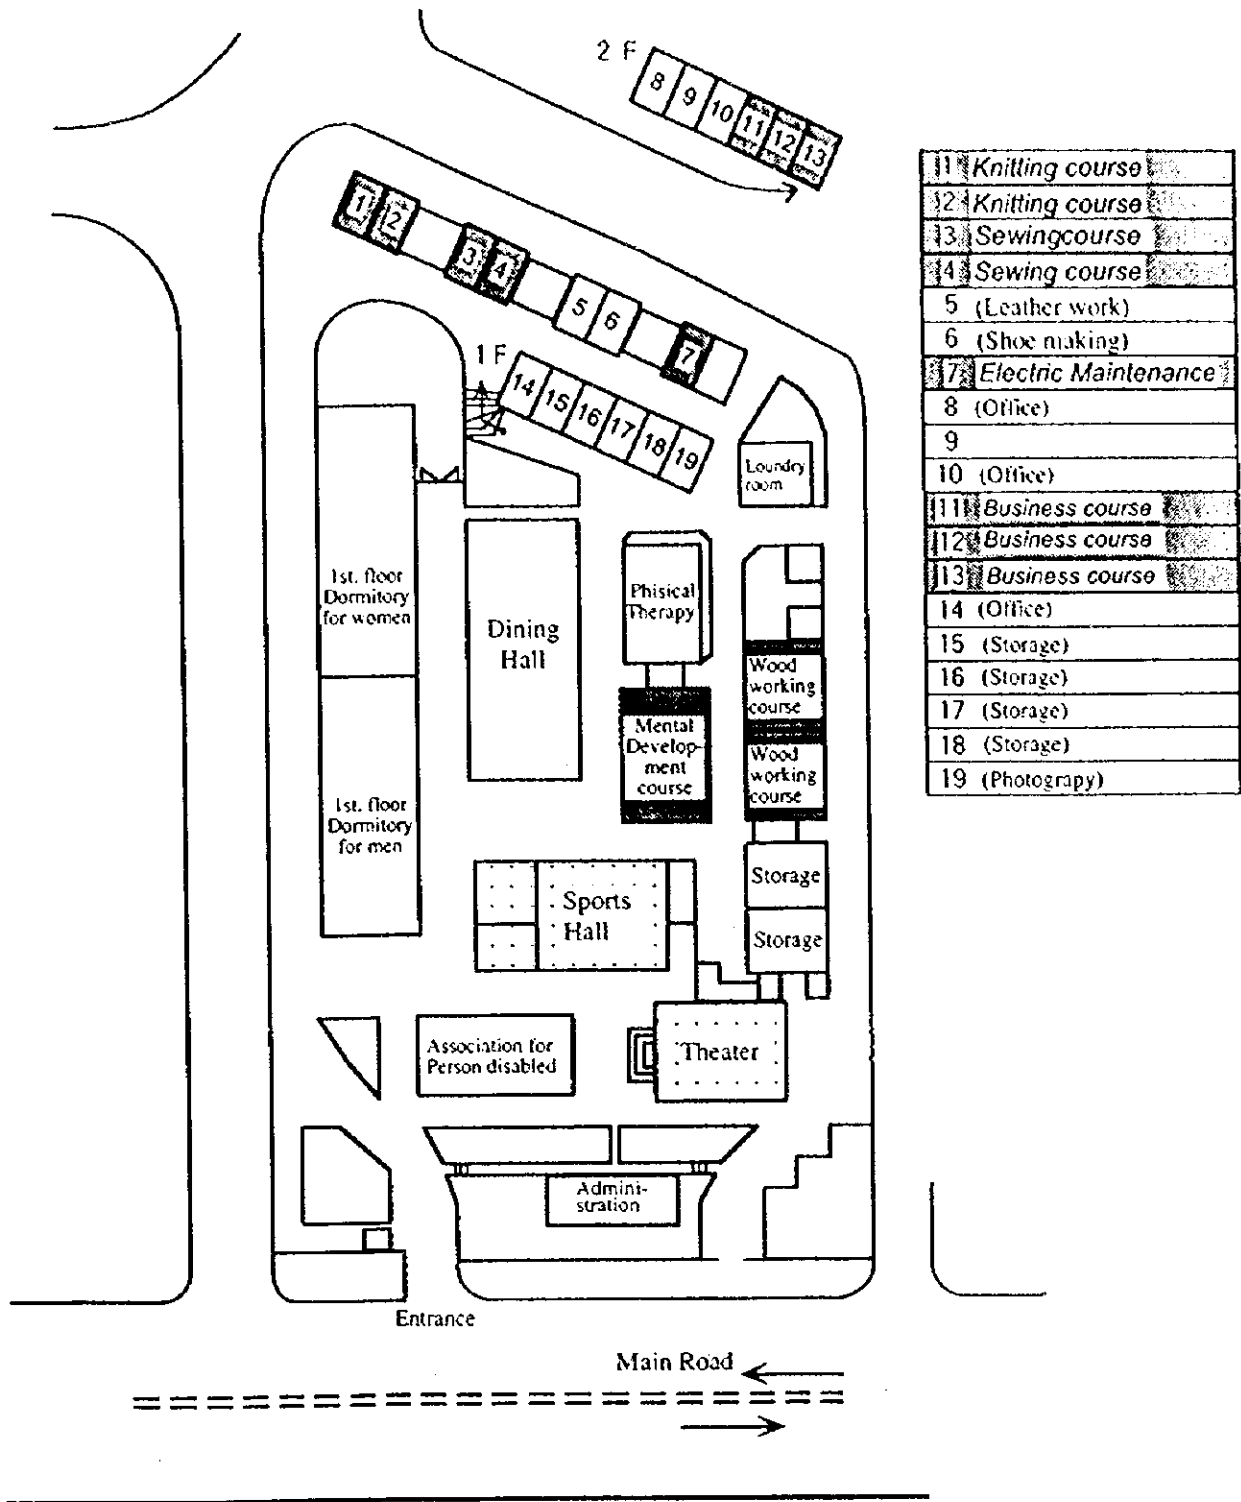 2 F
8
9
10
11
12
13
1
2
3
4
5
6
7
1 F
14
15
16
17
18
19
Loundry
room
1st. floor
Dormitory
for women
Dining
Hall
Phisical
Therapy
Wood
working
course
Mental
Develop-
ment
course
Wood
working
course
1st. floor
Dormitory
for men
Storage
Sports
Hall
Storage
Association for
Person disabled
Theater
Admini-
stration
Entrance
Main Road
1 Knitting course
2 Knitting course
3 Sewingcourse
4 Sewing course
5 (Leather work)
6 (Shoe making)
7 Electric Maintenance
8 (Office)
9
10 (Office)
11 Business course
12 Business course
13 Business course
14 (Office)
15 (Storage)
16 (Storage)
17 (Storage)
18 (Storage)
19 (Photograpy)